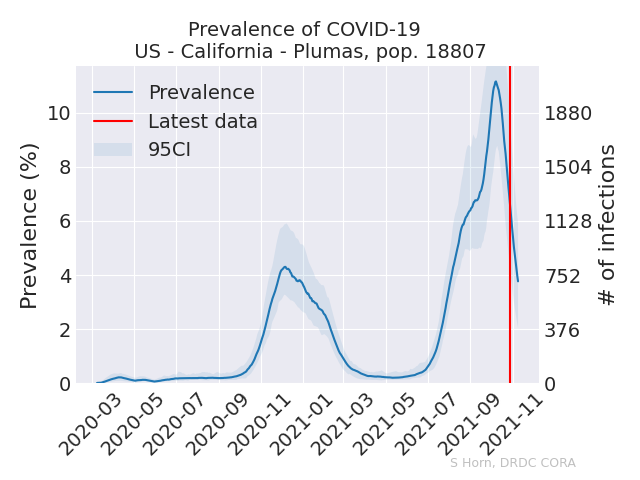 Prevalence of COVID-19
US - California - Plumas, pop. 18807
Prevalence
Latest data
95CI
Prevalence (%)
10
8
6
4
2
0
1880
1504
1128
752
376
0
# of infections
2020-03
2020-05
2020-07
2020-09
2020-11
2021-01
2021-03
2021-05
2021-07
2021-09
2021-11
S Horn, DRDC CORA